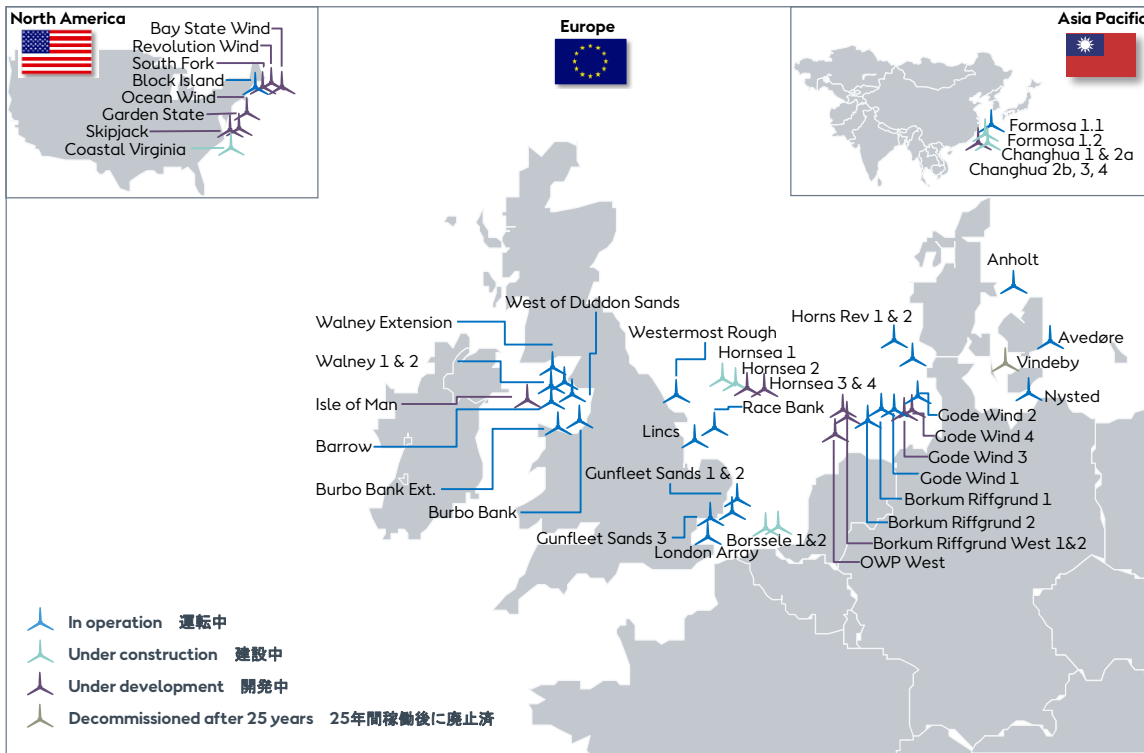 North America
Bay State Wind
Revolution Wind
South Fork
Block Island
Ocean Wind
Garden State
Skipjack
Coastal Virginia
Europe
Asia Pacific
Formosa 1.1
Formosa 1.2
Changhua 1 & 2a
Changhua 2b, 3, 4
Anholt
West of Duddon Sands
Walney Extension
Westermost Rough
Horns Rev 1 & 2
Avedøre
Walney 1 & 2
Hornsea 1
Hornsea 2
Vindeby
Hornsea 3 & 4
Nysted
Isle of Man
Race Bank
Gode Wind 2
Lincs
Gode Wind 4
Barrow
Gode Wind 3
Gunfleet Sands 1 & 2
Gode Wind 1
Burbo Bank Ext.
Borkum Riffgrund 1
Burbo Bank
Borkum Riffgrund 2
Gunfleet Sands 3
Borssele 1&2
Borkum Riffgrund West 1&2
London Array
OWP West
In operation 運転中
Under construction 建設中
Under development 開発中
Decommissioned after 25 years 25年間稼働後に廃止済